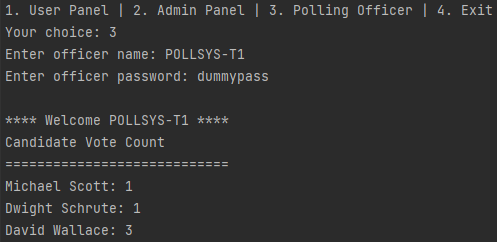 1. User Panel | 2. Admin Panel | 3. Polling Officer | 4. Exit
Your choice: 3
Enter officer name: POLLSYS-T1
Enter officer password: dummypass
**** Welcome POLLSYS-T1 ****
Candidate Vote Count
============================
Michael Scott: 1
Dwight Schrute: 1
David Wallace: 3